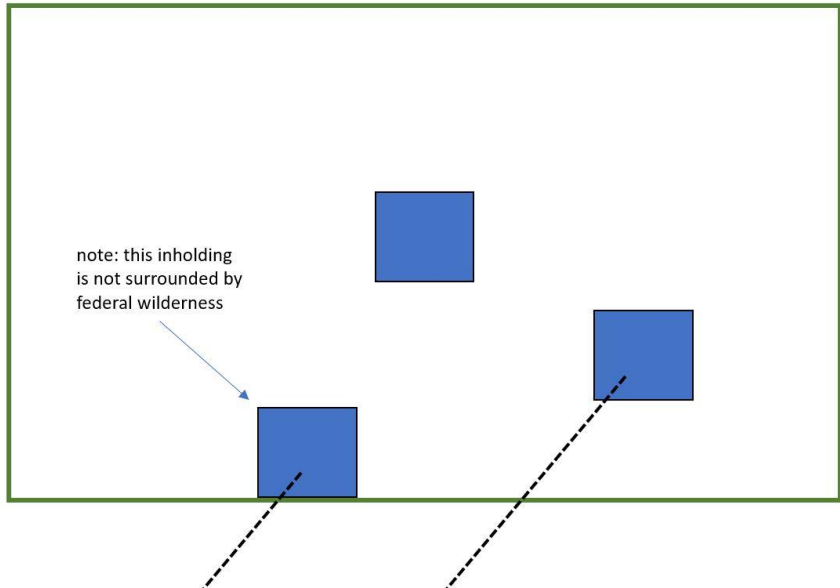 note: this inholding
is not surrounded by
federal wilderness